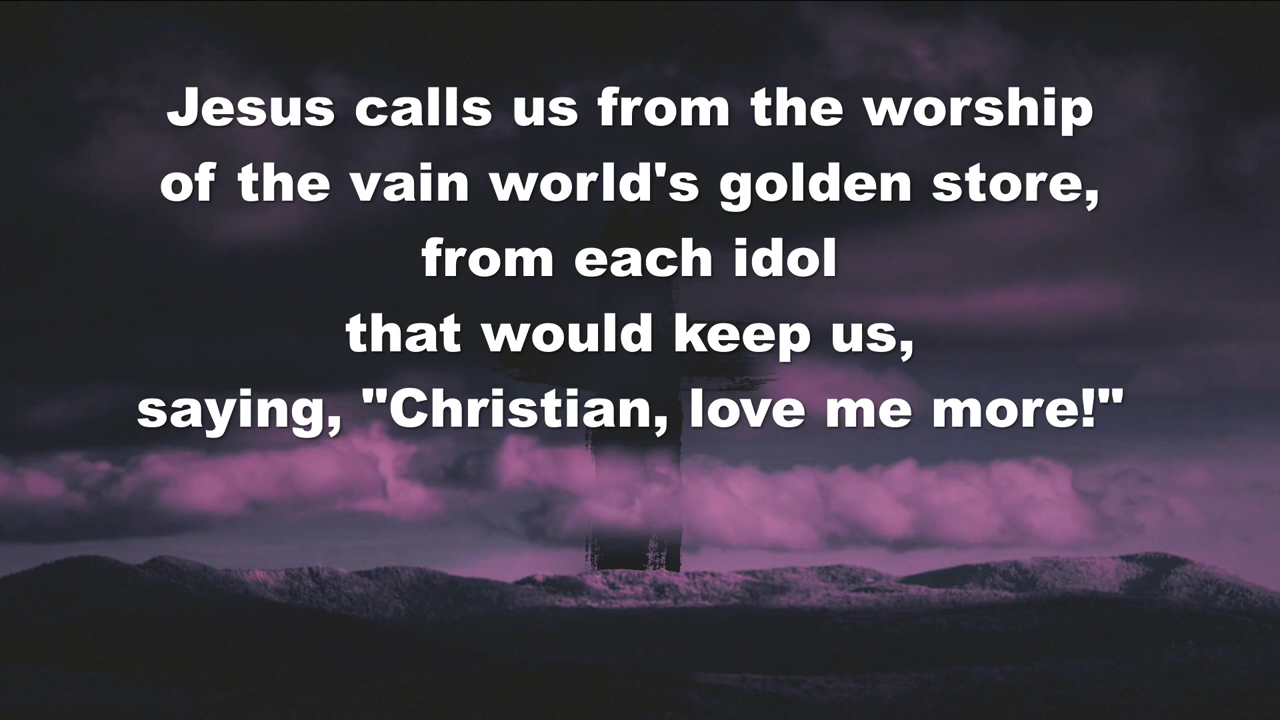 Jesus calls us from the worship
of the vain world's golden store,
from each idol
that would keep us,
saying, "Christian, love me more!"